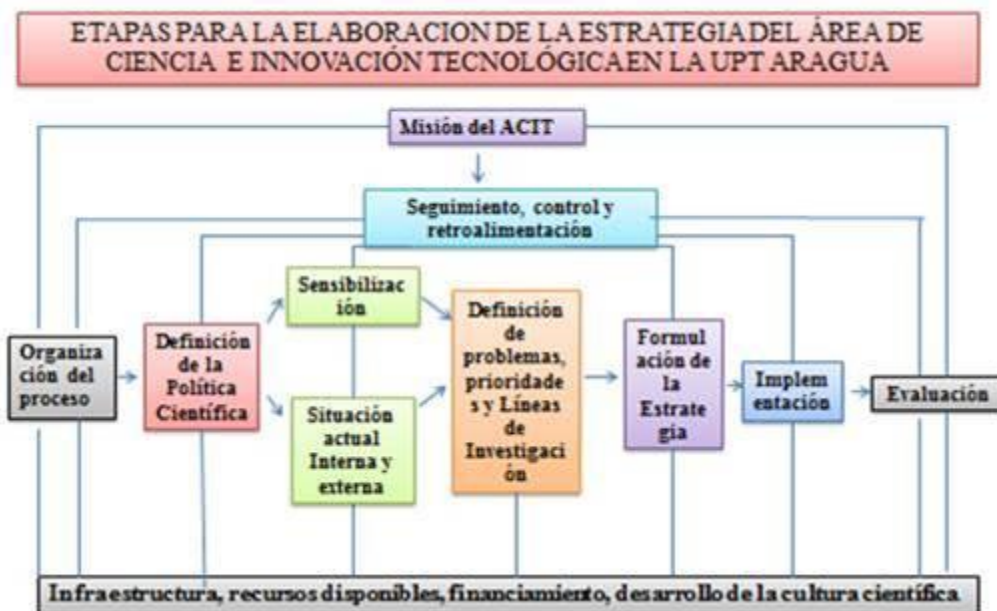 ETAPAS PARA LA ELABORACION DE LA ESTRATEGIA DEL ÁREA DE
CIENCIA E INNOVACIÓN TECNOLÓGICA EN LA UPT ARAGUA
Misión del ACIT
Seguimiento, control y
retroalimentación
Organiza
ción del
proceso
Definición
de la
Política
Científica
Sensibilizac
ión
Situación
actual
Interna y
externa
Definición
de
problemas,
prioridade
s y Líneas
de
Investigaci
ón
Formul
ación de
la
Estrate
gia
Implem
entación
Evaluación
Infraestructura, recursos disponibles, financiamiento, desarrollo de la cultura científica